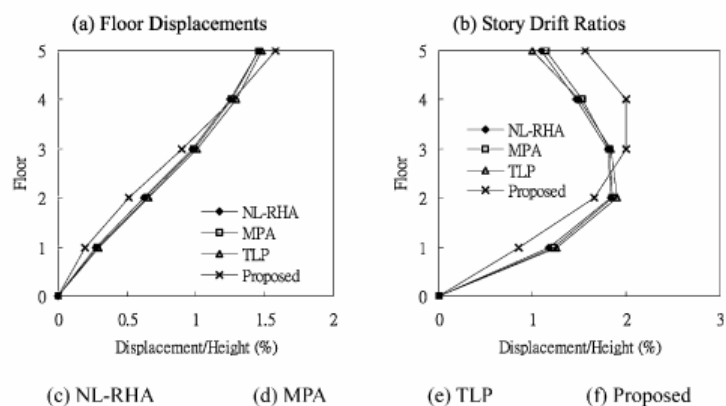 (a) Floor Displacements
5
4
3
2
1
0
Floor
NL-RHA
MPA
TLP
Proposed
0 0.5 1 1.5 2
Displacement/Height (%)
(b) Story Drift Ratios
5
4
3
2
1
0
Floor
NL-RHA
MPA
TLP
Proposed
0 1 2 3
Displacement/Height (%)
(c) NL-RHA (d) MPA (e) TLP (f) Proposed